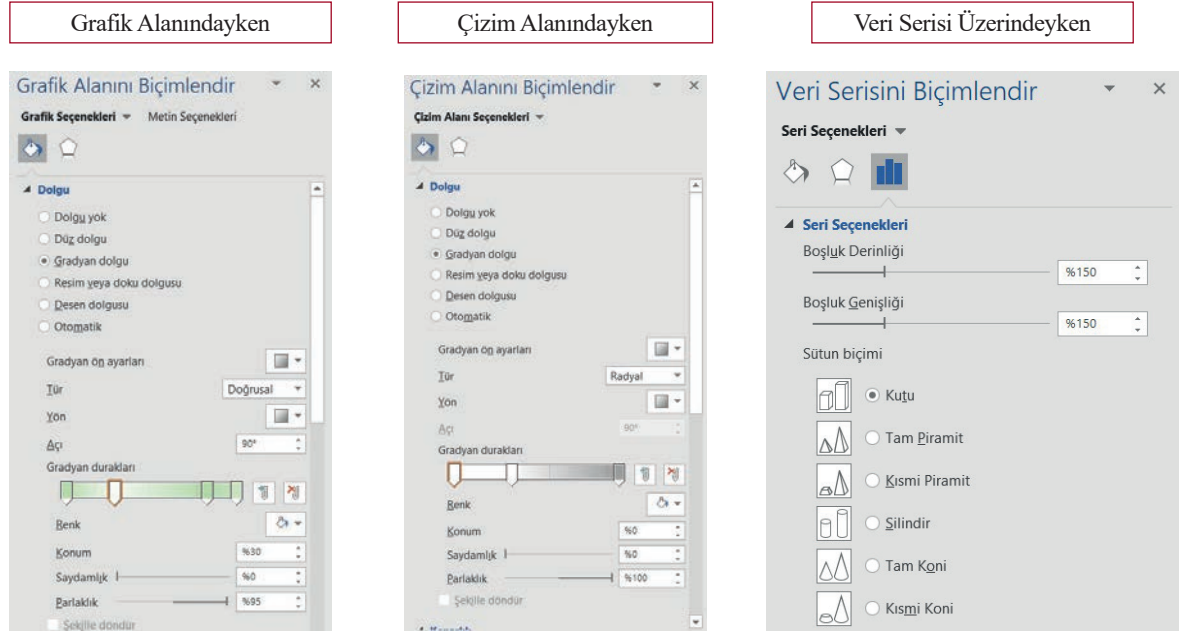 Grafik Alanındayken
Grafik Alanını Biçimlendir
Grafik Seçenekleri Metin Seçenekleri
Dolgu
Dolgu yok
Düz dolgu
Gradyan dolgu
Resim veya doku dolgusu
Desen dolgusu
Otomatik
Gradyan ön ayarları
Tür Doğrusal
Yön
Açı 90°
Gradyan durakları
Renk
Konum %30
Saydamlık %0
Parlaklık %95
Şekille döndür
Çizim Alanındayken
Çizim Alanını Biçimlendir
Çizim Alanı Seçenekleri
Dolgu
Dolgu yok
Düz dolgu
Gradyan dolgu
Resim veya doku dolgusu
Desen dolgusu
Otomatik
Gradyan ön ayarları
Tür Radyal
Yön
Açı 90°
Gradyan durakları
Renk
Konum %0
Saydamlık %0
Parlaklık %100
Şekille döndür
Kenarlık
Veri Serisi Üzerindeyken
Veri Serisini Biçimlendir
Seri Seçenekleri
Seri Seçenekleri
Boşluk Derinliği
%150
Boşluk Genişliği
%150
Sütun biçimi
Kutu
Tam Piramit
Kısmi Piramit
Silindir
Tam Koni
Kısmi Koni